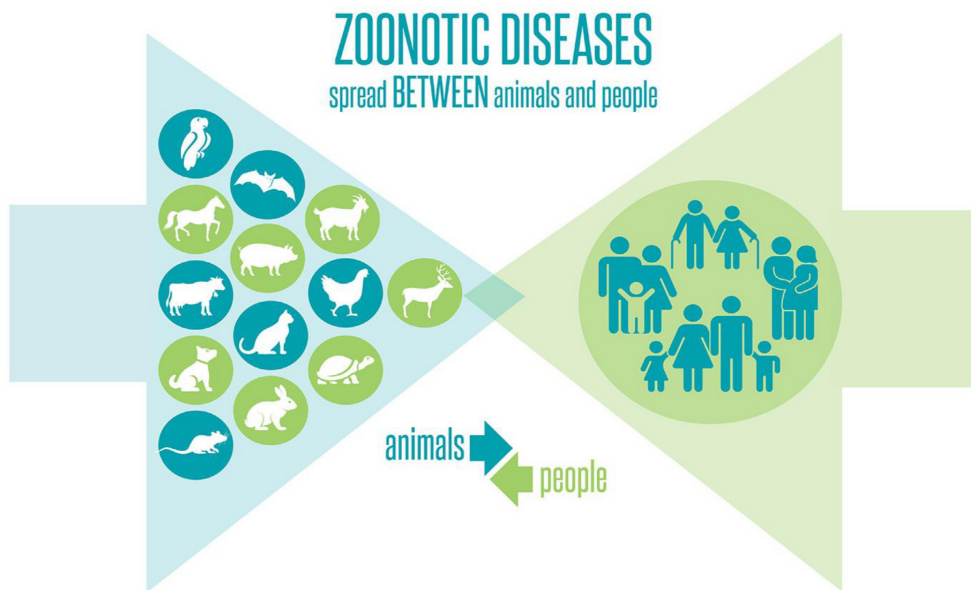 ZOONOTIC DISEASES
spread BETWEEN animals and people
animals
people